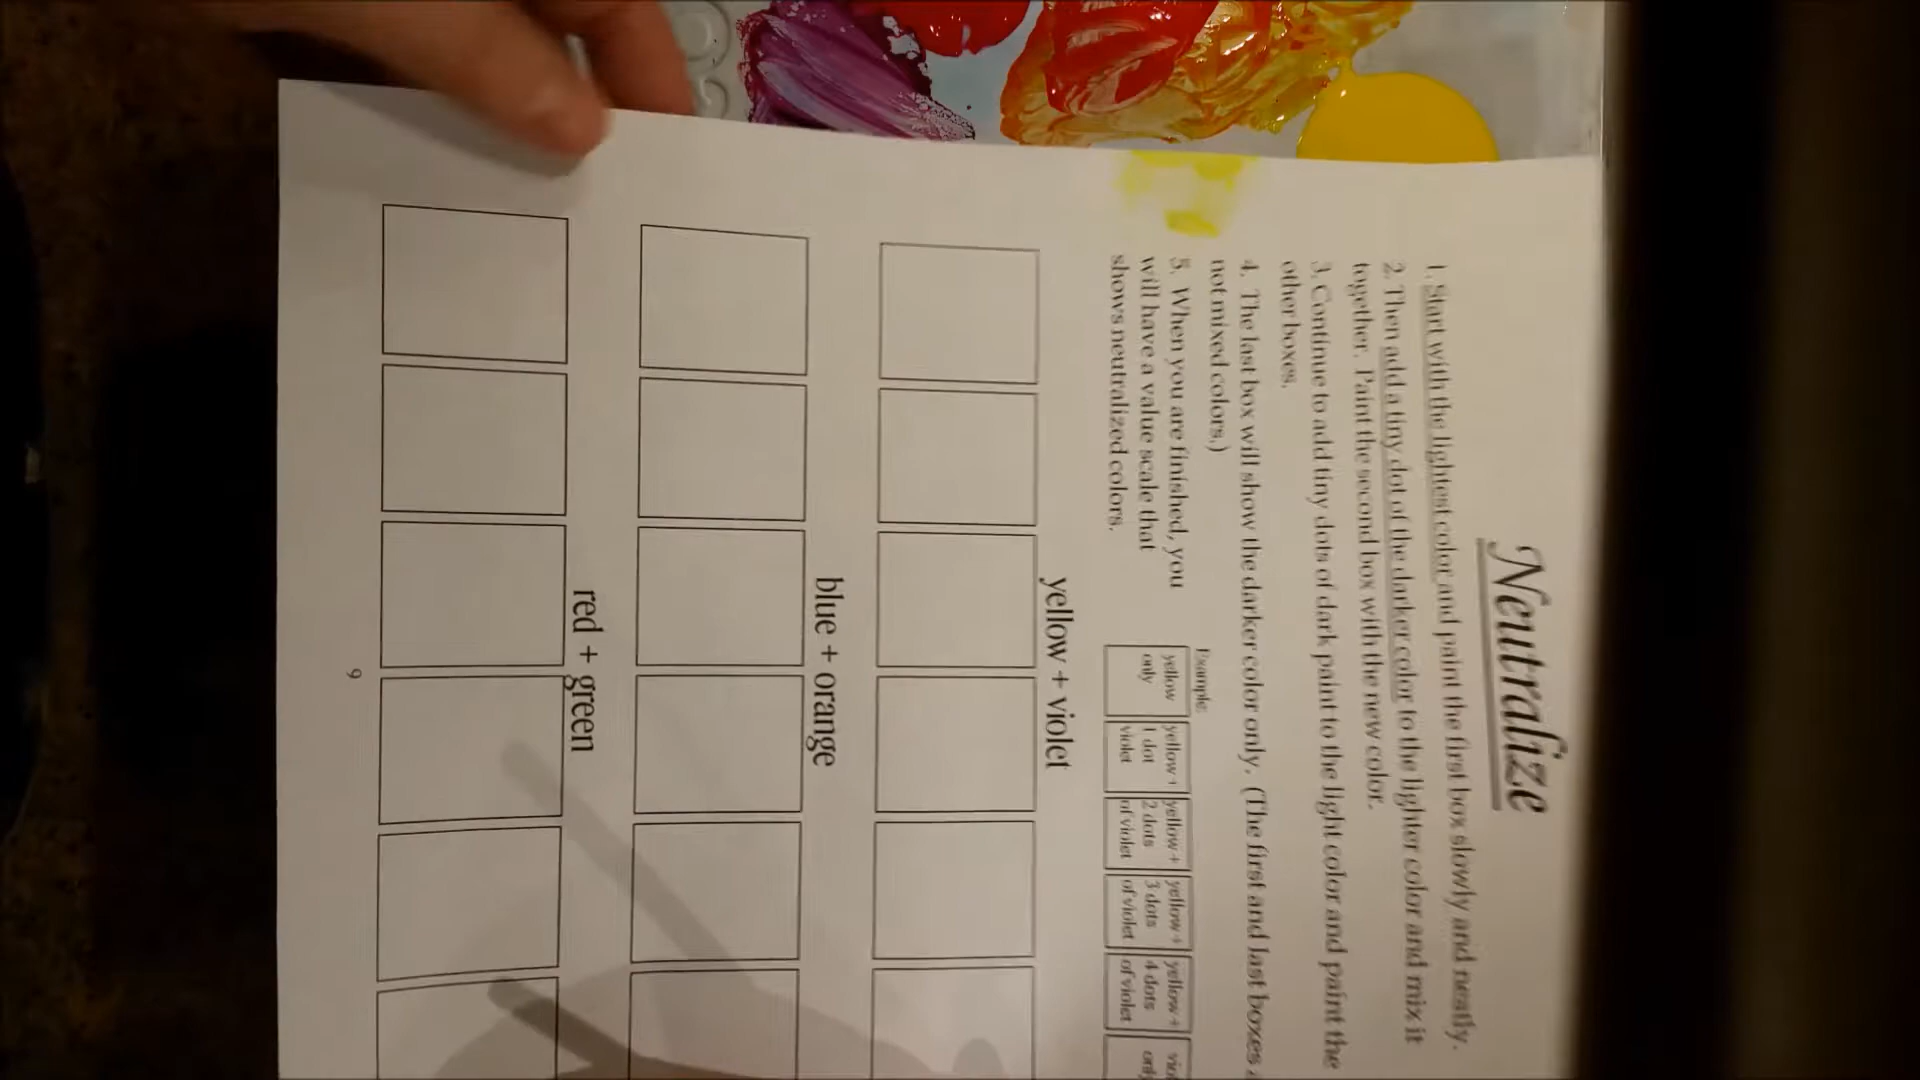 Neutralize
1. Start with the lightest color and paint the first box slowly and neatly.
2. Then add a tiny dot of the darker color to the lighter color and mix it
together. Paint the second box with the new color.
3. Continue to add tiny dots of dark paint to the light color and paint the
other boxes.
4. The last box will show the darker color only. (The first and last boxes
not mixed colors.)
5. When you are finished, you
will have a value scale that
shows neutralized colors.
Example:
yellow
only
yellow +
1 dot
violet
yellow +
2 dots
of violet
yellow +
3 dots
of violet
yellow +
4 dots
of violet
yellow + violet
blue + orange
red + green
9